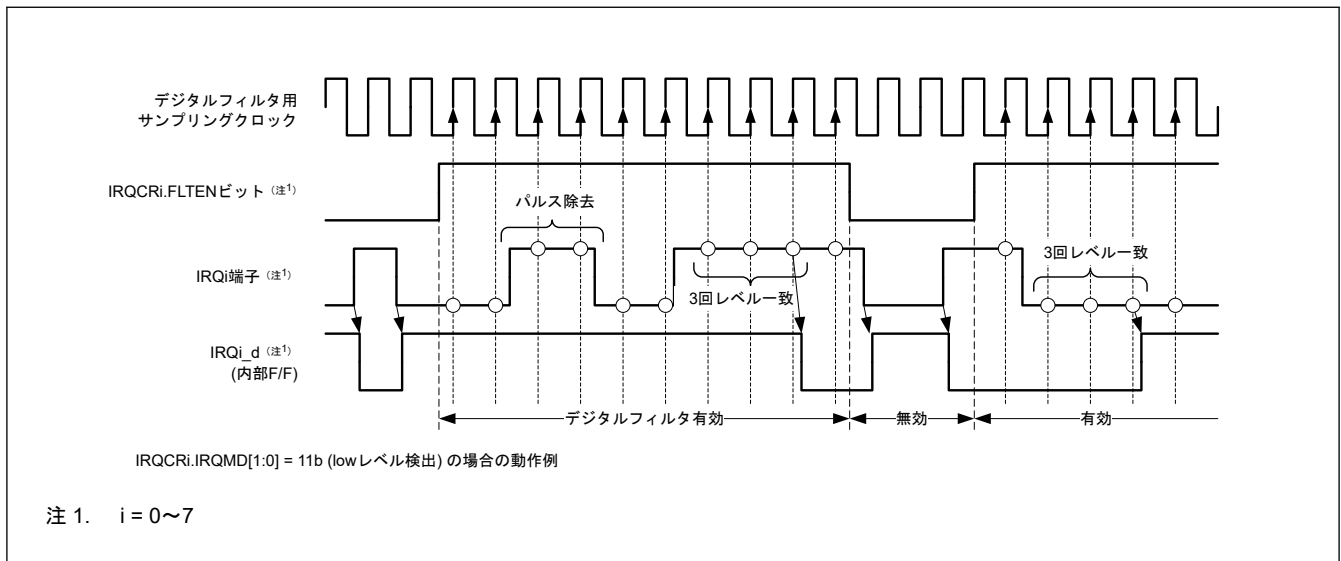 デジタルフィルタ用
サンプリングクロック
IRQCRi.FLTENビット（注1）
パルス除去
IRQi端子（注1）
3回レベル一致
3回レベル一致
IRQi_d（注1）
(内部F/F)
デジタルフィルタ有効
無効
有効
IRQCRi.IRQMD[1:0] = 11b (lowレベル検出) の場合の動作例
注 1. i = 0～7